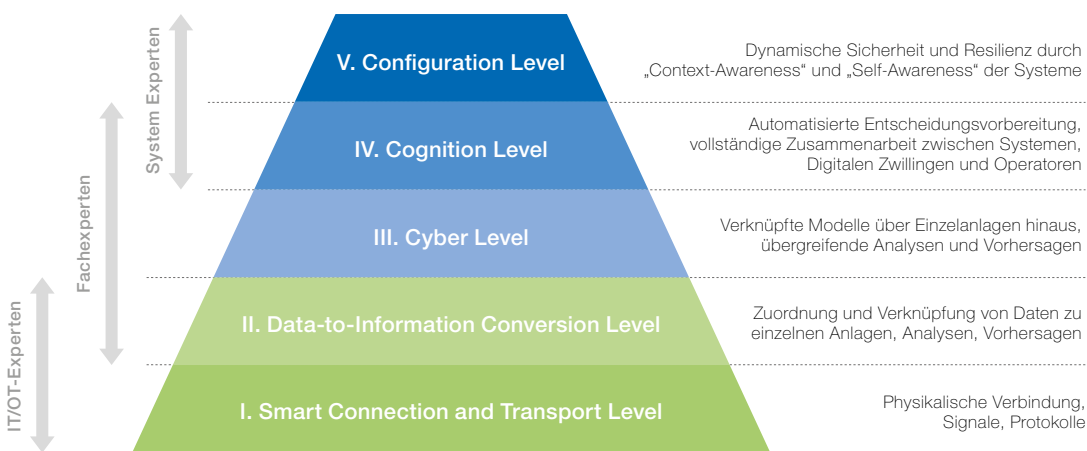 System Experten
Fachexperten
IT/OT-Experten
V. Configuration Level
Dynamische Sicherheit und Resilienz durch
„Context-Awareness“ und „Self-Awareness“ der Systeme
IV. Cognition Level
Automatisierte Entscheidungsvorbereitung,
vollständige Zusammenarbeit zwischen Systemen,
Digitalen Zwillingen und Operatoren
III. Cyber Level
Verknüpfte Modelle über Einzelanlagen hinaus,
übergreifende Analysen und Vorhersagen
II. Data-to-Information Conversion Level
Zuordnung und Verknüpfung von Daten zu
einzelnen Anlagen, Analysen, Vorhersagen
I. Smart Connection and Transport Level
Physikalische Verbindung,
Signale, Protokolle